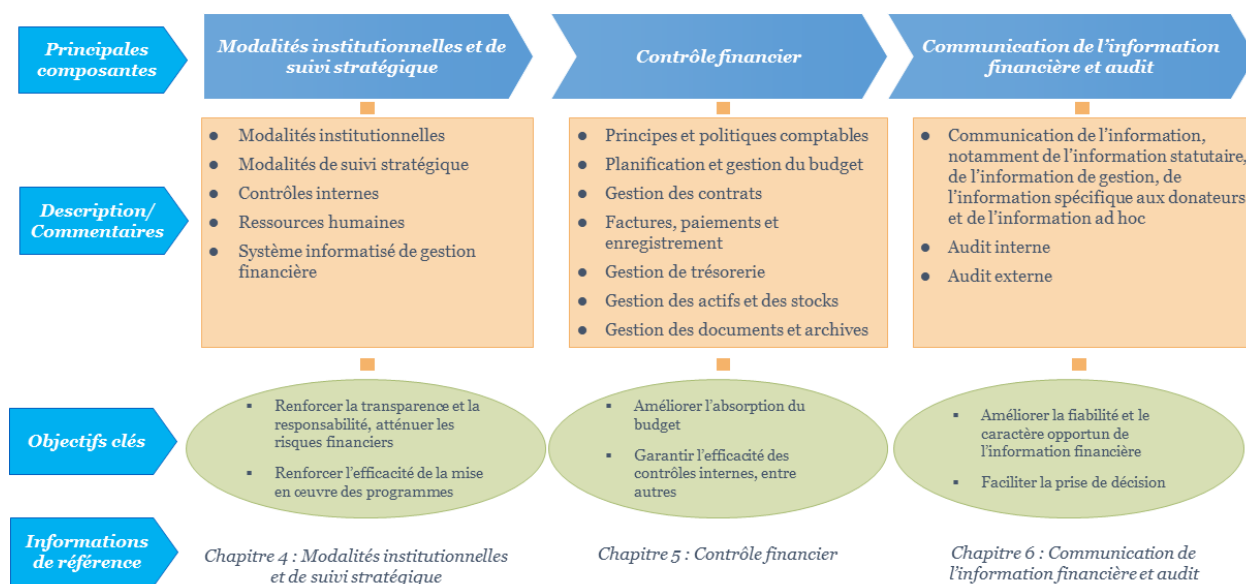 Principales
composantes
Modalités institutionnelles et de
suivi stratégique
Contrôle financier
Communication de l'information
financière et audit
Description/
Commentaires
● Modalités institutionnelles
● Modalités de suivi stratégique
● Contrôles internes
● Ressources humaines
● Système informatisé de gestion
financière
● Principes et politiques comptables
● Planification et gestion du budget
● Gestion des contrats
● Factures, paiements et
enregistrement
● Gestion de trésorerie
● Gestion des actifs et des stocks
● Gestion des documents et archives
● Communication de l'information,
notamment de l'information statutaire,
de l'information de gestion, de
l'information spécifique aux donateurs
et de l'information ad hoc
● Audit interne
● Audit externe
Objectifs clés
▪ Renforcer la transparence et la
responsabilité, atténuer les
risques financiers
▪ Renforcer l'efficacité de la mise
en œuvre des programmes
▪ Améliorer l'absorption du
budget
▪ Garantir l'efficacité des
contrôles internes, entre
autres
▪ Améliorer la fiabilité et le
caractère opportun de
l'information financière
▪ Faciliter la prise de décision
Informations
de référence
Chapitre 4 : Modalités institutionnelles
et de suivi stratégique
Chapitre 5 : Contrôle financier
Chapitre 6 : Communication de
l'information financière et audit